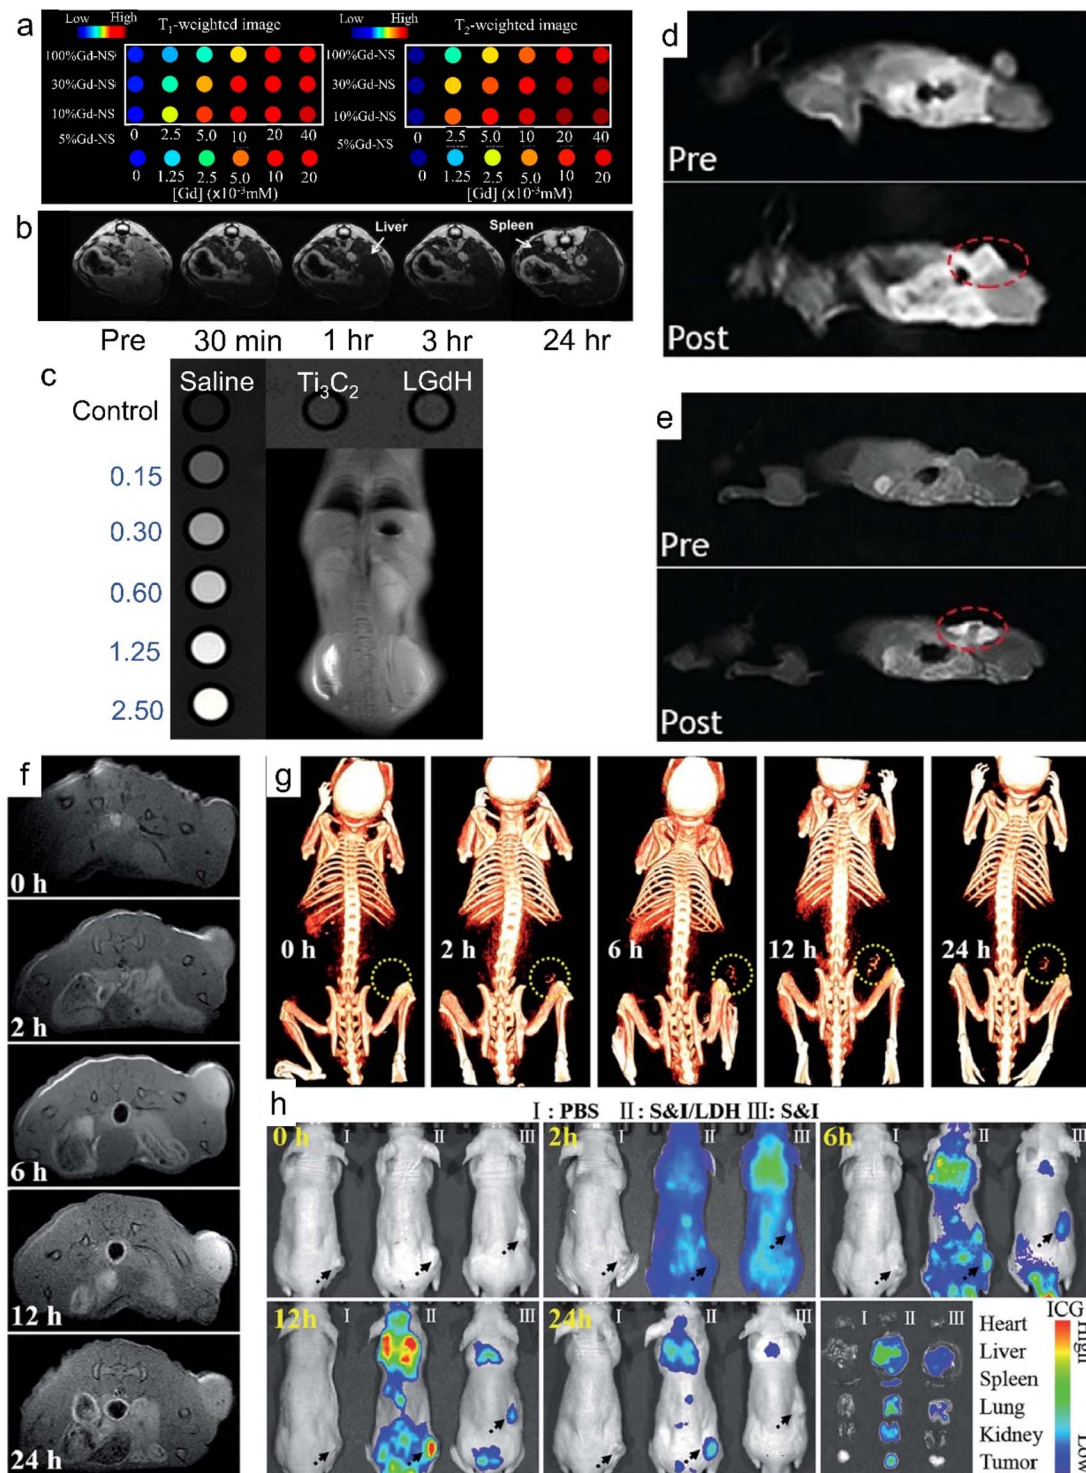 a
Low High T₁-weighted image
100%Gd-NS
30%Gd-NS
10%Gd-NS
0 2.5 5.0 10 20 40
5%Gd-NS
0 1.25 2.5 5.0 10 20
[Gd] (x10⁻³mM)
Low High T₂-weighted image
100%Gd-NS
30%Gd-NS
10%Gd-NS
0 2.5 5.0 10 20 40
5%Gd-NS
0 1.25 2.5 5.0 10 20
[Gd] (x10⁻³mM)
b
Liver
Spleen
Pre 30 min 1 hr 3 hr 24 hr
c
Saline Ti₃C₂ LGdH
Control
0.15
0.30
0.60
1.25
2.50
d
Pre
Post
e
Pre
Post
f
0 h
2 h
6 h
12 h
24 h
g
0 h 2 h 6 h 12 h 24 h
h
I : PBS II : S&I/LDH III: S&I
0 h I II III
2h I II III
6h I II III
12h I II III
24h I II III
I II III
Heart
Liver
Spleen
Lung
Kidney
Tumor
ICG
High
Low